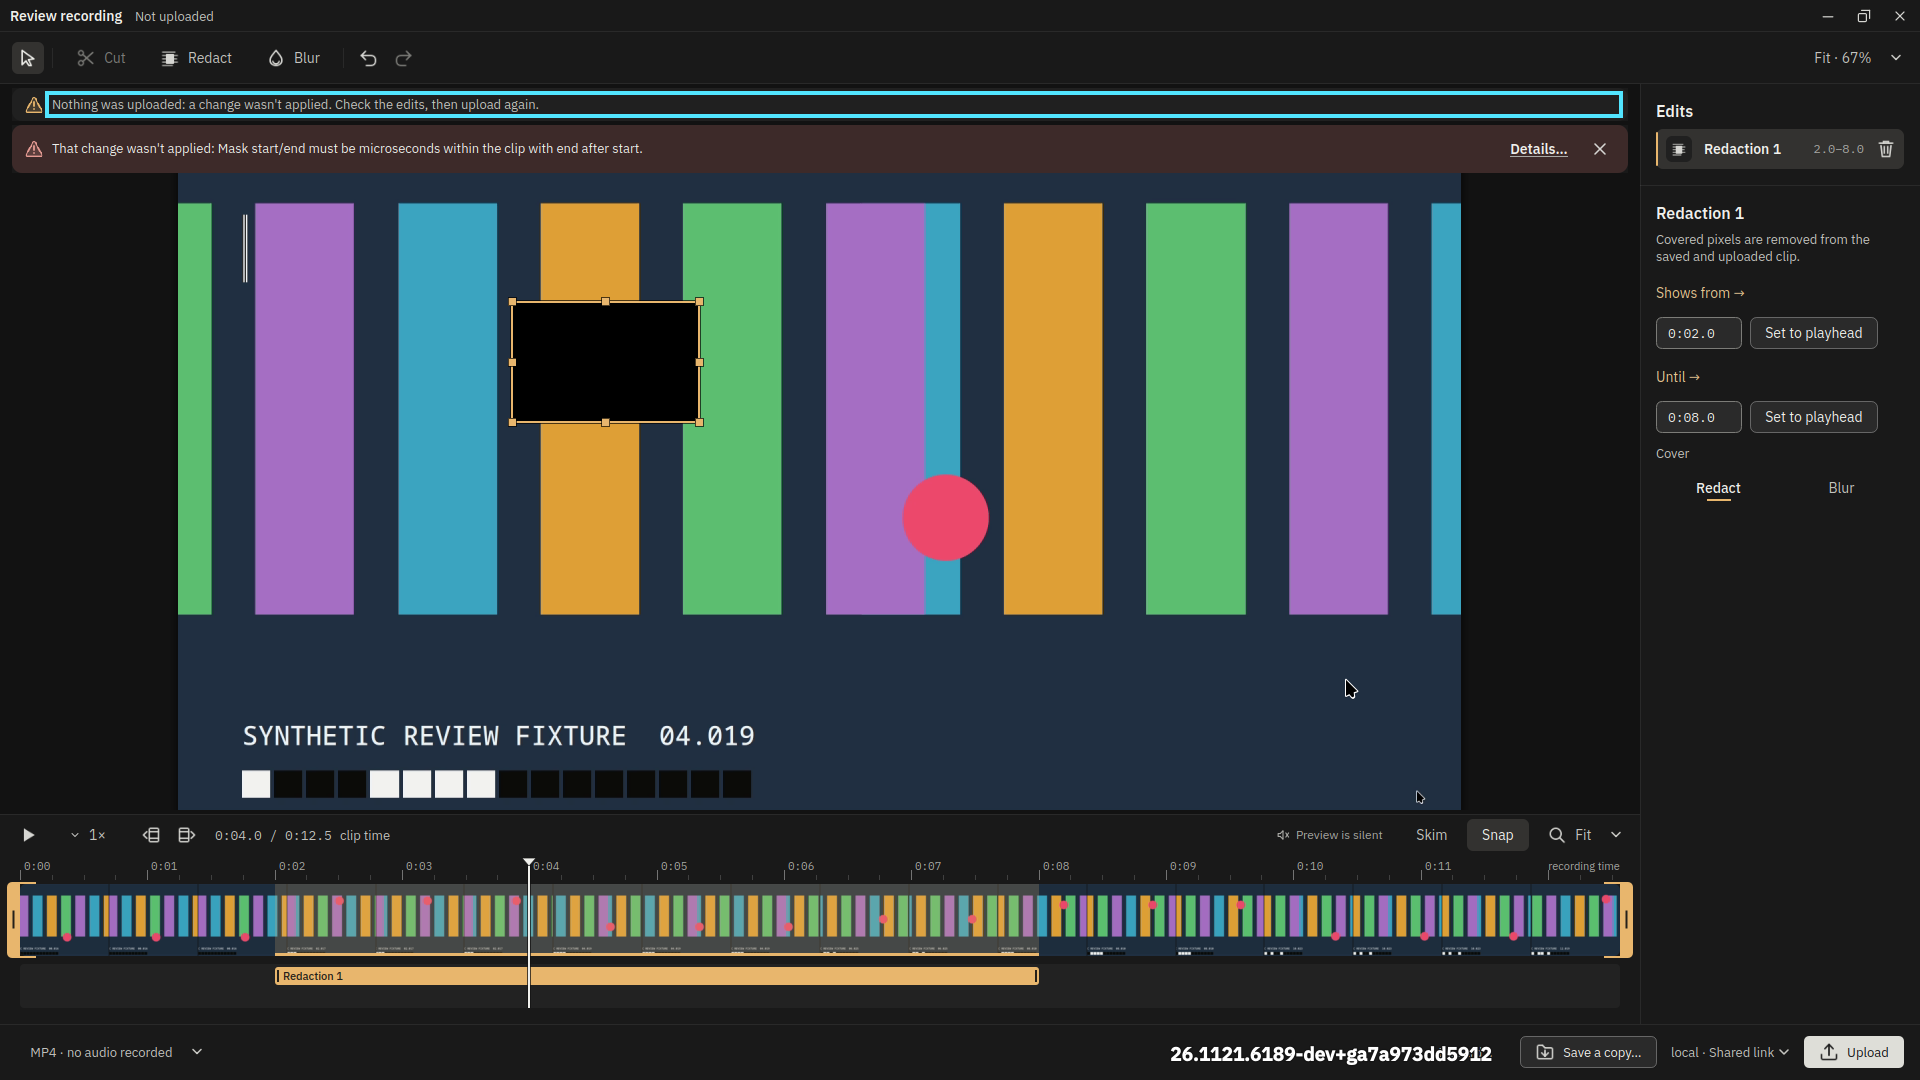 Review recording Not uploaded
Cut Redact Blur Fit · 67%
Nothing was uploaded: a change wasn't applied. Check the edits, then upload again.
That change wasn't applied: Mask start/end must be microseconds within the clip with end after start. Details...
Edits
Redaction 1 2.0–8.0
Redaction 1
Covered pixels are removed from the
saved and uploaded clip.
Shows from →
0:02.0 Set to playhead
Until →
0:08.0 Set to playhead
Cover
Redact Blur
SYNTHETIC REVIEW FIXTURE 04.019
1× 0:04.0 / 0:12.5 clip time Preview is silent Skim Snap Fit
0:00 0:01 0:02 0:03 0:04 0:05 0:06 0:07 0:08 0:09 0:10 0:11 recording time
Redaction 1
MP4 · no audio recorded 26.1121.6189-dev+ga7a973dd5912 Save a copy... local · Shared link Upload